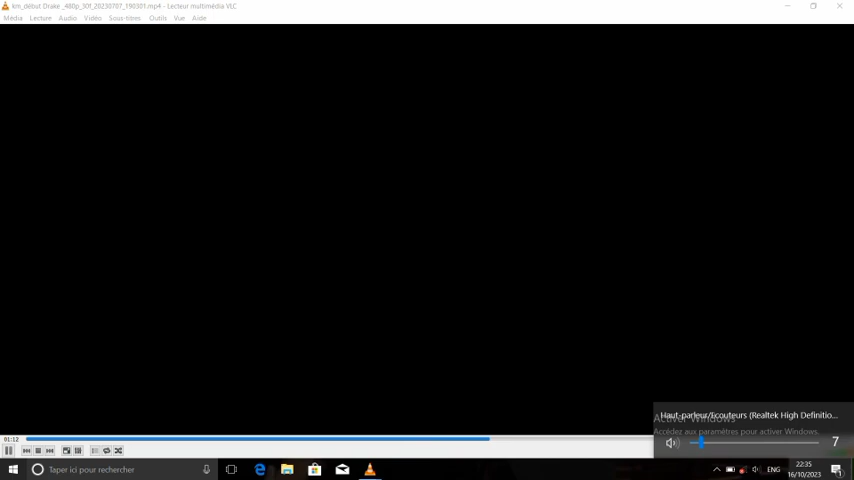 km_début Drake _480p_30f_20230707_190301.mp4 - Lecteur multimédia VLC
Média Lecture Audio Vidéo Sous-titres Outils Vue Aide
Haut-parleur/Écouteurs (Realtek High Definitio...
Activer Windows
Accédez aux paramètres pour activer Windows.
7
01:12
Taper ici pour rechercher
ENG
22:35
16/10/2023
1